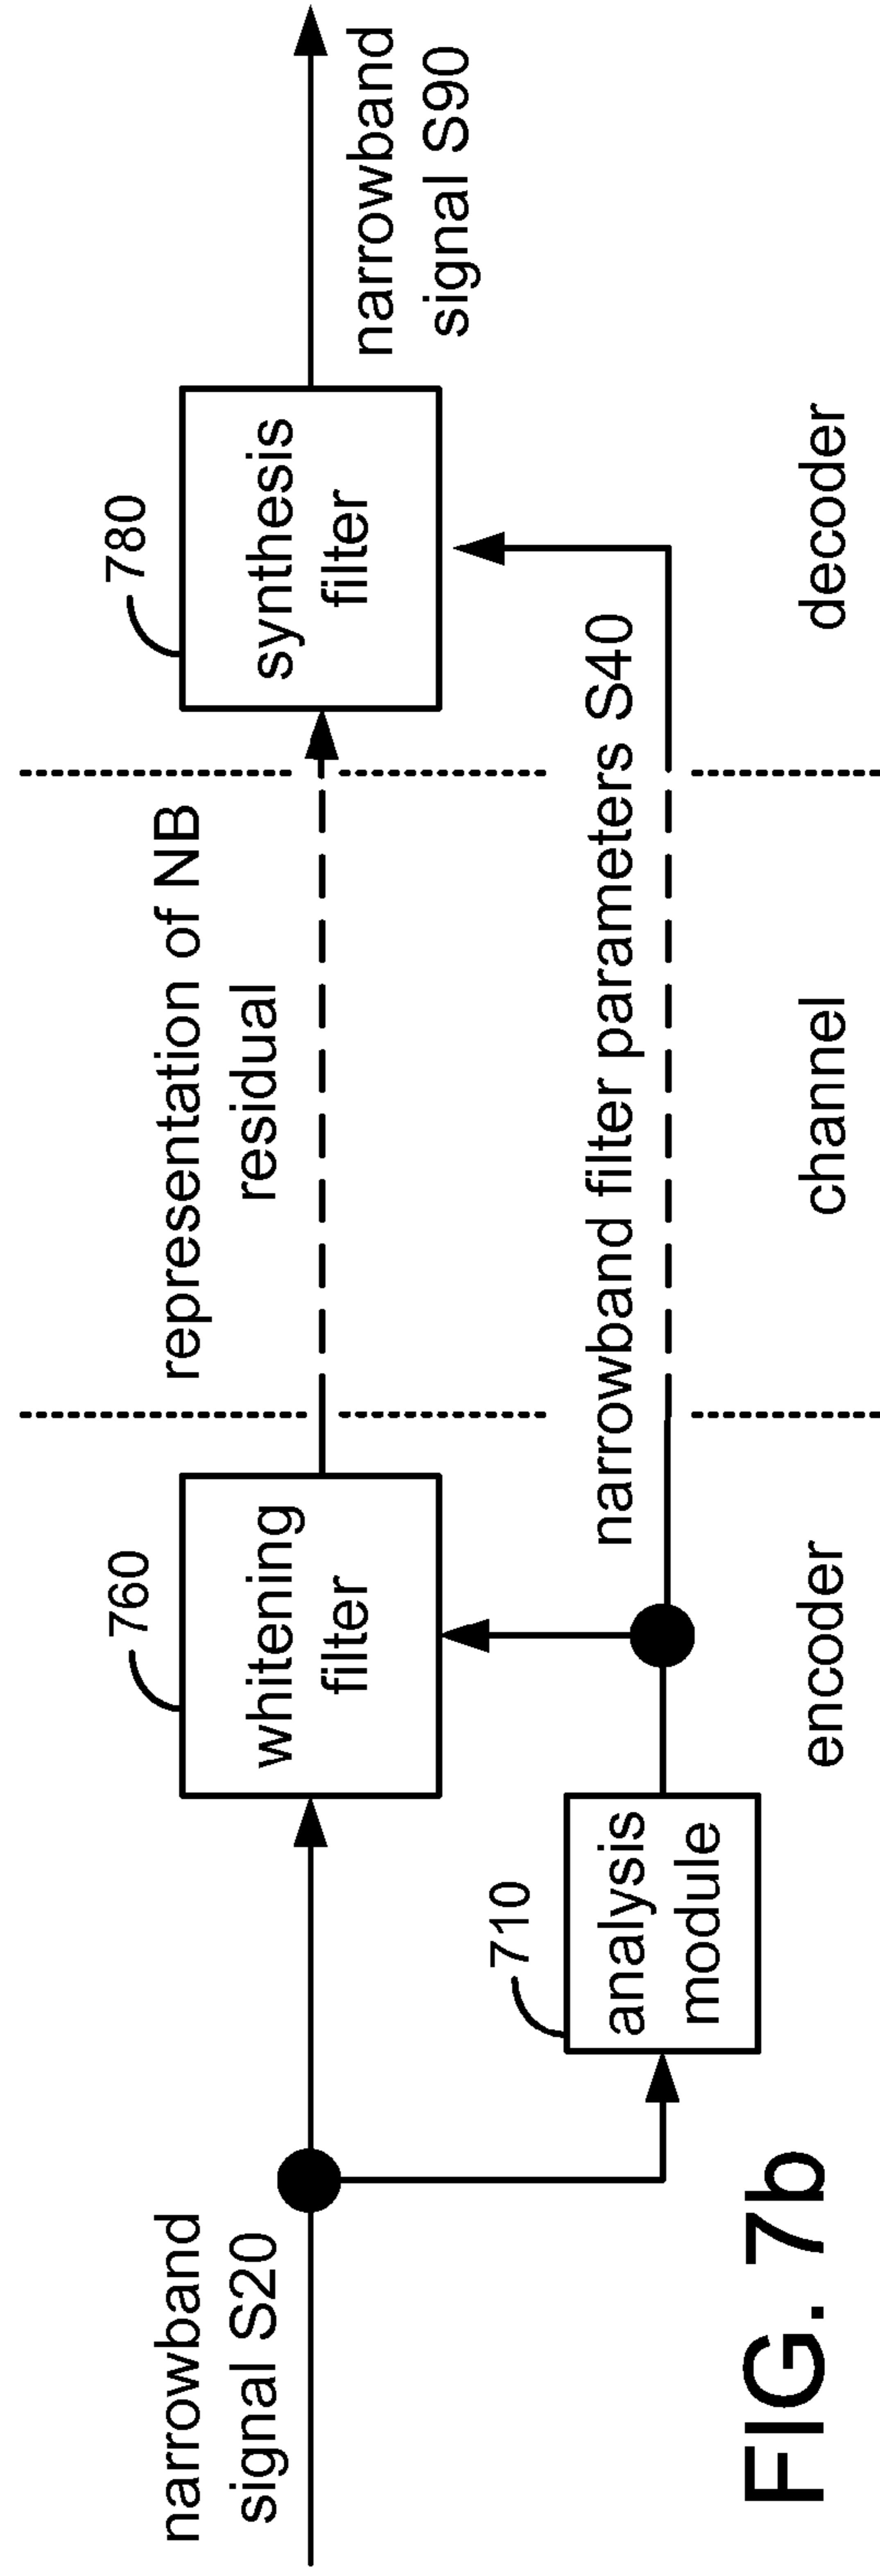 narrowband
signal S20
760
whitening
filter
representation of NB
residual
780
synthesis
filter
narrowband
signal S90
710
analysis
module
narrowband filter parameters S40
encoder
channel
decoder
FIG. 7b